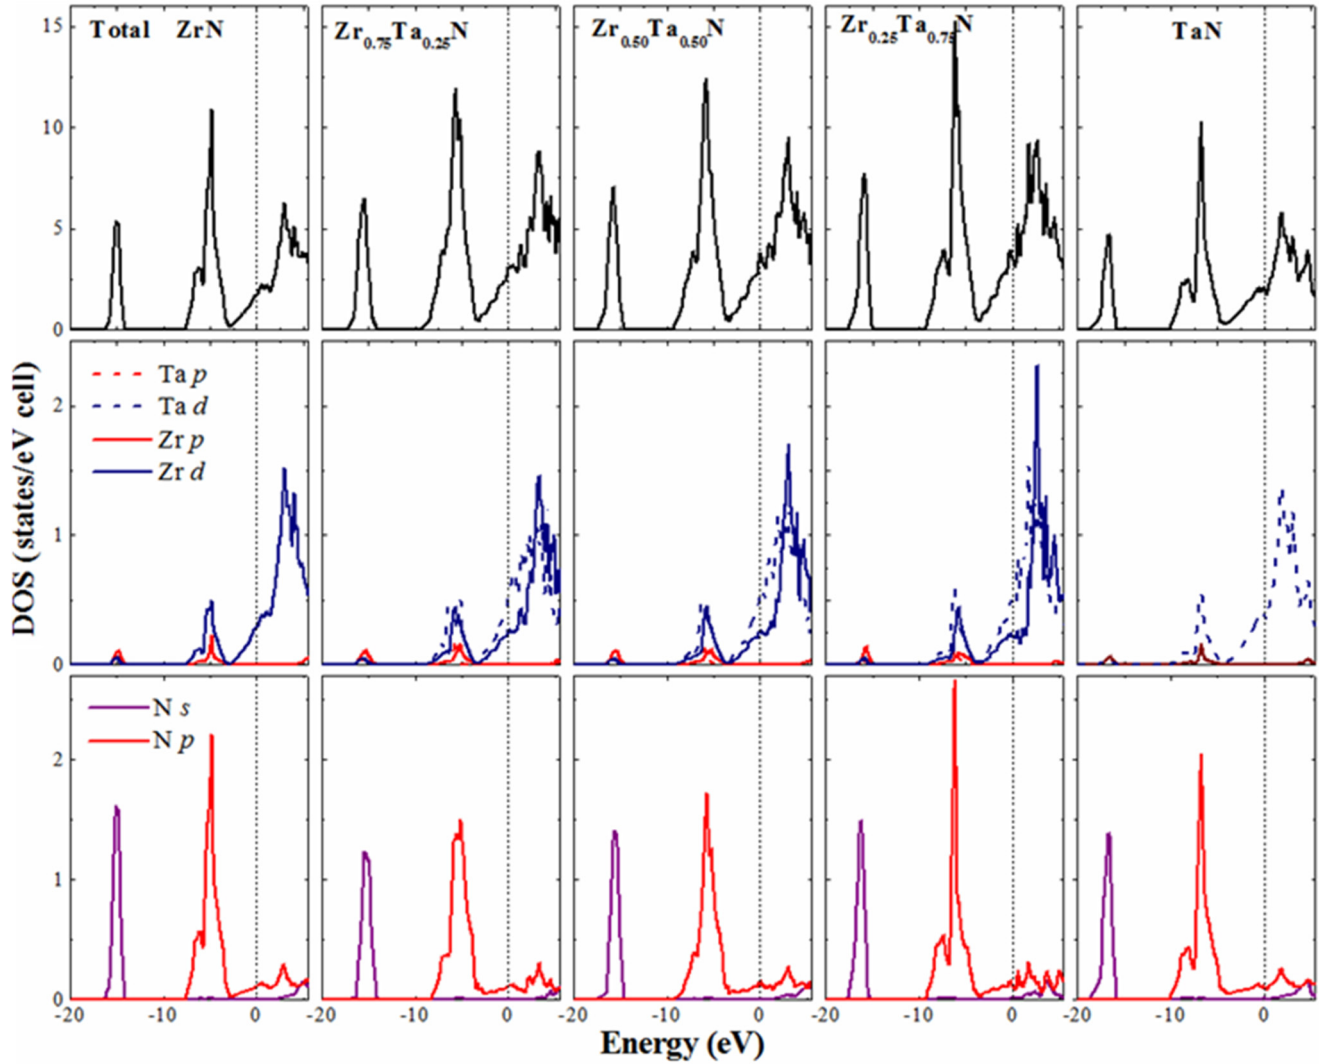 Total ZrN
Zr0.75Ta0.25N
Zr0.50Ta0.50N
Zr0.25Ta0.75N
TaN
15
10
5
0
DOS (states/eV cell)
Ta p
Ta d
Zr p
Zr d
2
1
0
N s
N p
2
1
0
-20 -10 0 -10 0 -20 -10 0 -20 -10 0 -20 -10 0
Energy (eV)